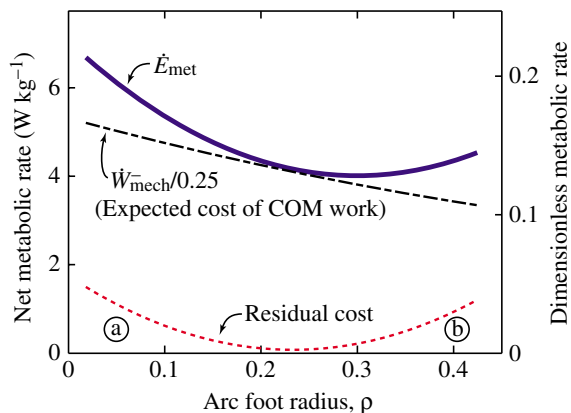 Net metabolic rate (W kg⁻¹)
6
4
2
0
Ėmet
Ẇ⁻mech/0.25
(Expected cost of COM work)
Residual cost
a
b
0.2
0.1
0
Dimensionless metabolic rate
0
0.1
0.2
0.3
0.4
Arc foot radius, ρ